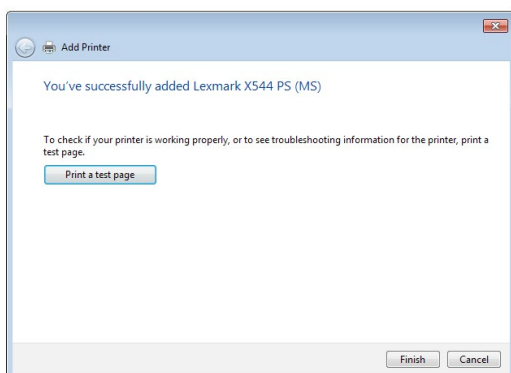 Add Printer
You've successfully added Lexmark X544 PS (MS)
To check if your printer is working properly, or to see troubleshooting information for the printer, print a
test page.
Print a test page
Finish Cancel